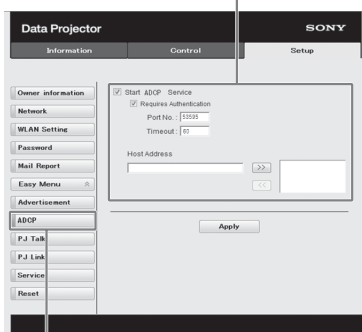 Data Projector
SONY
Information
Control
Setup
Owner information
Network
WLAN Setting
Password
Mail Report
Easy Menu
Advertisement
ADCP
PJ Talk
PJ Link
Service
Reset
Start ADCP Service
Requires Authentication
Port No. : 53595
Timeout : 60
Host Address
>>
<<
Apply